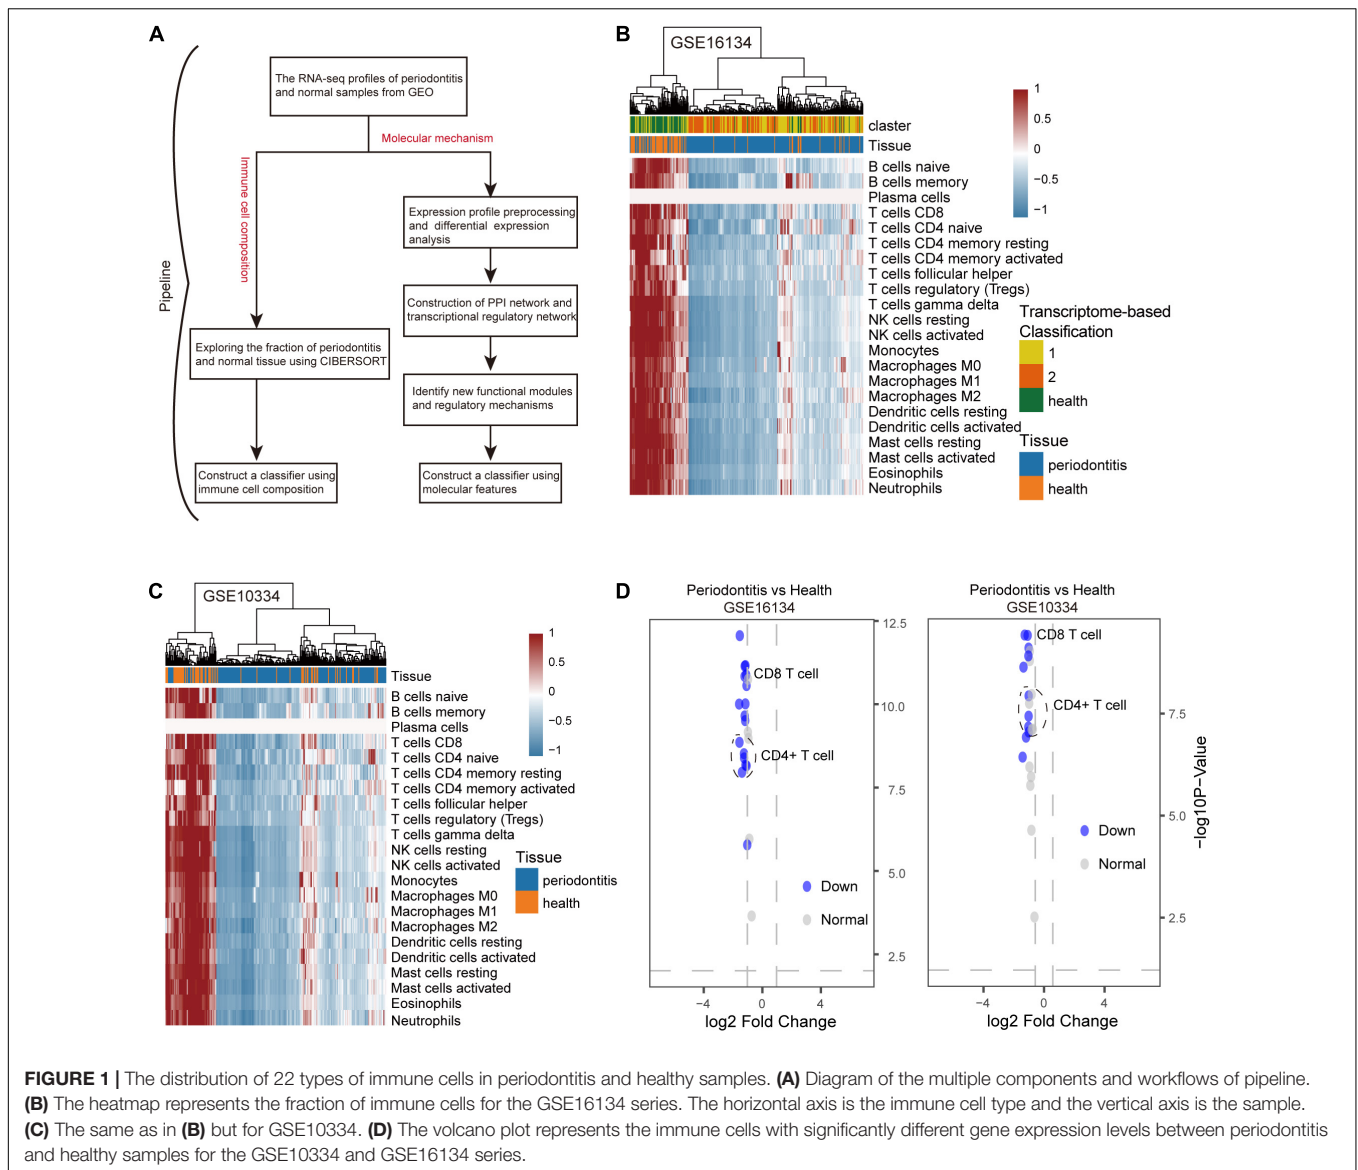 A
Pipeline
The RNA-seq profiles of periodontitis
and normal samples from GEO
Molecular mechanism
Immune cell
composition
Expression profile preprocessing
and differential expression
analysis
Construction of PPI network and
transcriptional regulatory network
Exploring the fraction of periodontitis
and normal tissue using CIBERSORT
Identify new functional modules
and regulatory mechanisms
Construct a classifier using
immune cell composition
Construct a classifier using
molecular features
B
GSE16134
claster
Tissue
B cells naive
B cells memory
Plasma cells
T cells CD8
T cells CD4 naive
T cells CD4 memory resting
T cells CD4 memory activated
T cells follicular helper
T cells regulatory (Tregs)
T cells gamma delta
NK cells resting
NK cells activated
Monocytes
Macrophages M0
Macrophages M1
Macrophages M2
Dendritic cells resting
Dendritic cells activated
Mast cells resting
Mast cells activated
Eosinophils
Neutrophils
1
0.5
0
−0.5
−1
Transcriptome-based
Classification
1
2
health
Tissue
periodontitis
health
C
GSE10334
Tissue
B cells naive
B cells memory
Plasma cells
T cells CD8
T cells CD4 naive
T cells CD4 memory resting
T cells CD4 memory activated
T cells follicular helper
T cells regulatory (Tregs)
T cells gamma delta
NK cells resting
NK cells activated
Monocytes
Macrophages M0
Macrophages M1
Macrophages M2
Dendritic cells resting
Dendritic cells activated
Mast cells resting
Mast cells activated
Eosinophils
Neutrophils
1
0.5
0
−0.5
−1
Tissue
periodontitis
health
D
Periodontitis vs Health
GSE16134
CD8 T cell
CD4+ T cell
Down
Normal
12.5
10.0
7.5
5.0
2.5
−4
0
4
log2 Fold Change
Periodontitis vs Health
GSE10334
CD8 T cell
CD4+ T cell
Down
Normal
7.5
5.0
2.5
−log10P−Value
−4
0
4
log2 Fold Change
FIGURE 1 | The distribution of 22 types of immune cells in periodontitis and healthy samples. (A) Diagram of the multiple components and workflows of pipeline.
(B) The heatmap represents the fraction of immune cells for the GSE16134 series. The horizontal axis is the immune cell type and the vertical axis is the sample.
(C) The same as in (B) but for GSE10334. (D) The volcano plot represents the immune cells with significantly different gene expression levels between periodontitis
and healthy samples for the GSE10334 and GSE16134 series.